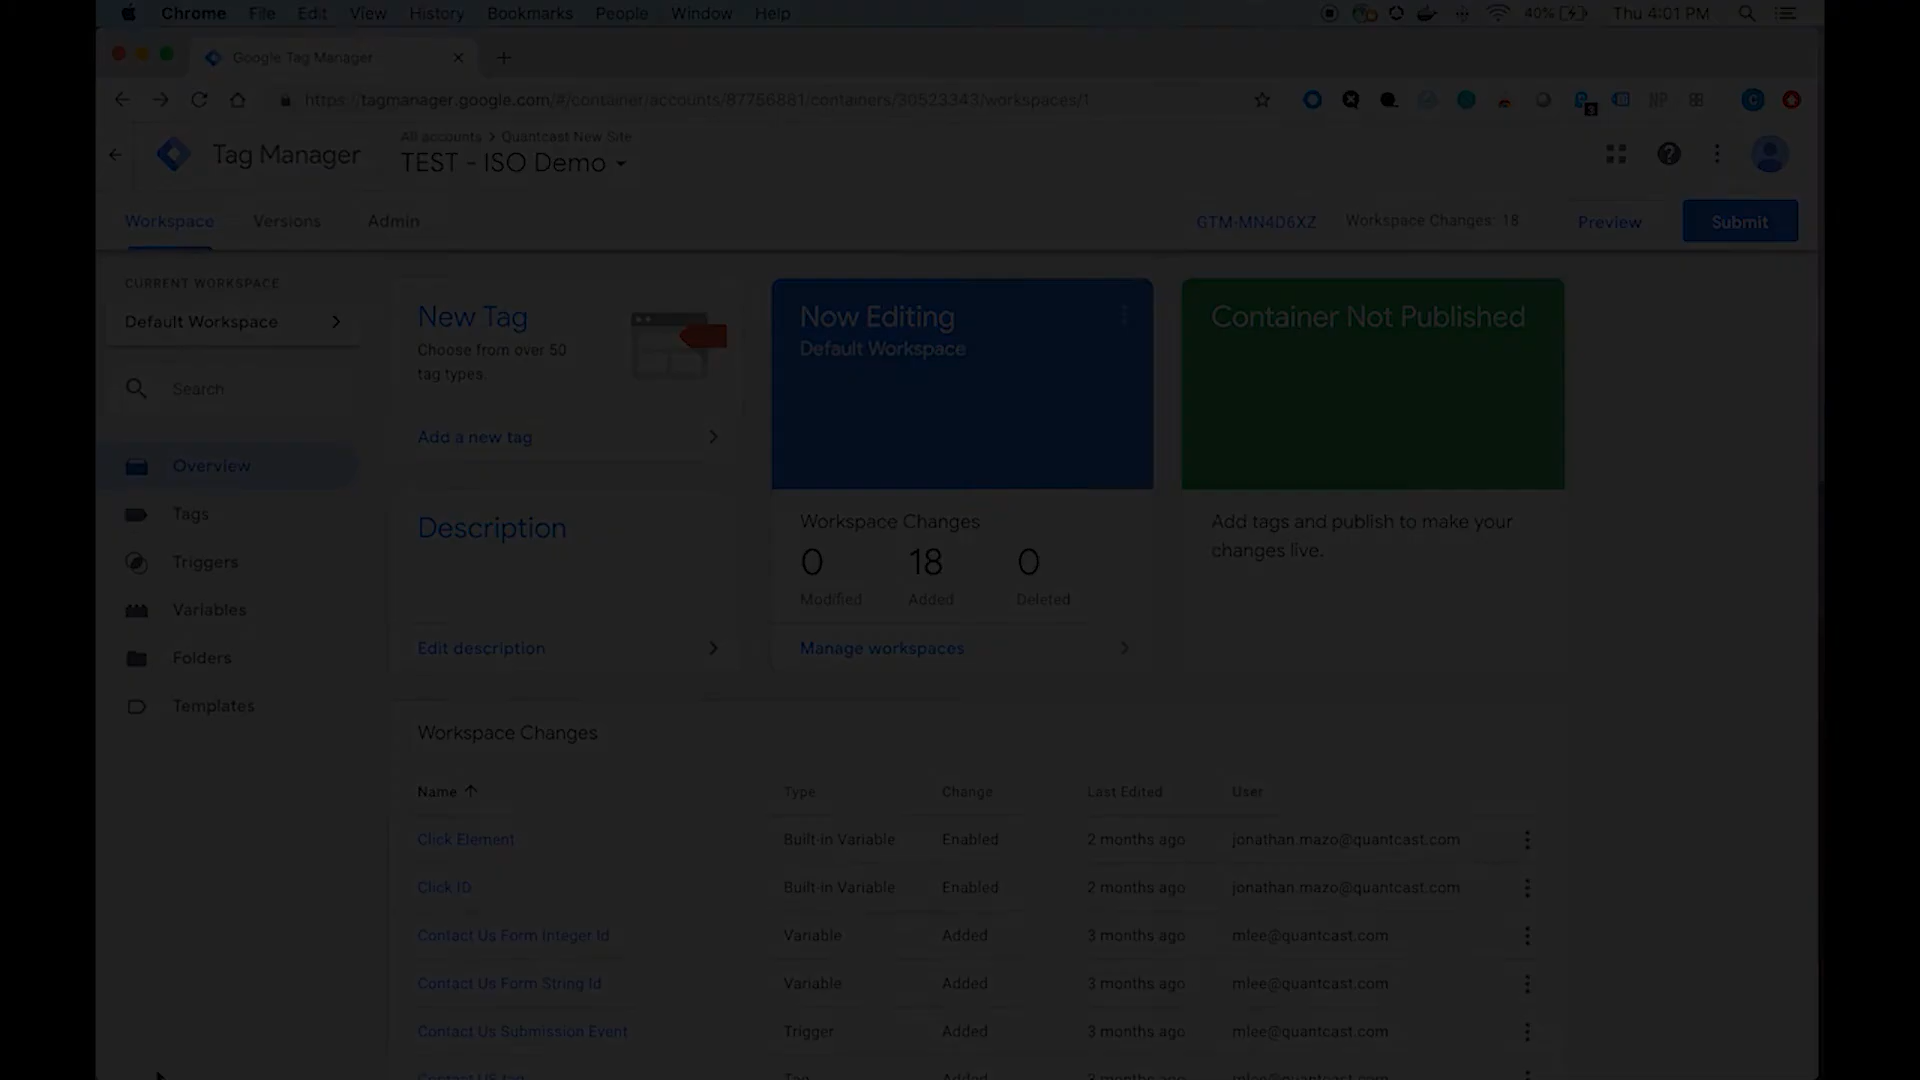 Chrome File Edit View History Bookmarks People Window Help 40% Thu 4:01 PM
Google Tag Manager
https://tagmanager.google.com/#/container/accounts/87756881/containers/30523343/workspaces/1
All accounts > Quantcast New Site
Tag Manager TEST - ISO Demo
Workspace Versions Admin GTM-MN4D6XZ Workspace Changes: 18 Preview Submit
CURRENT WORKSPACE
Default Workspace
Search
Overview
Tags
Triggers
Variables
Folders
Templates
New Tag
Choose from over 50
tag types.
Add a new tag
Description
Edit description
Now Editing
Default Workspace
Workspace Changes
0 18 0
Modified Added Deleted
Manage workspaces
Container Not Published
Add tags and publish to make your
changes live.
Workspace Changes
Name Type Change Last Edited User
Click Element Built-in Variable Enabled 2 months ago jonathan.mazo@quantcast.com
Click ID Built-in Variable Enabled 2 months ago jonathan.mazo@quantcast.com
Contact Us Form Integer Id Variable Added 3 months ago mlee@quantcast.com
Contact Us Form String Id Variable Added 3 months ago mlee@quantcast.com
Contact Us Submission Event Trigger Added 3 months ago mlee@quantcast.com